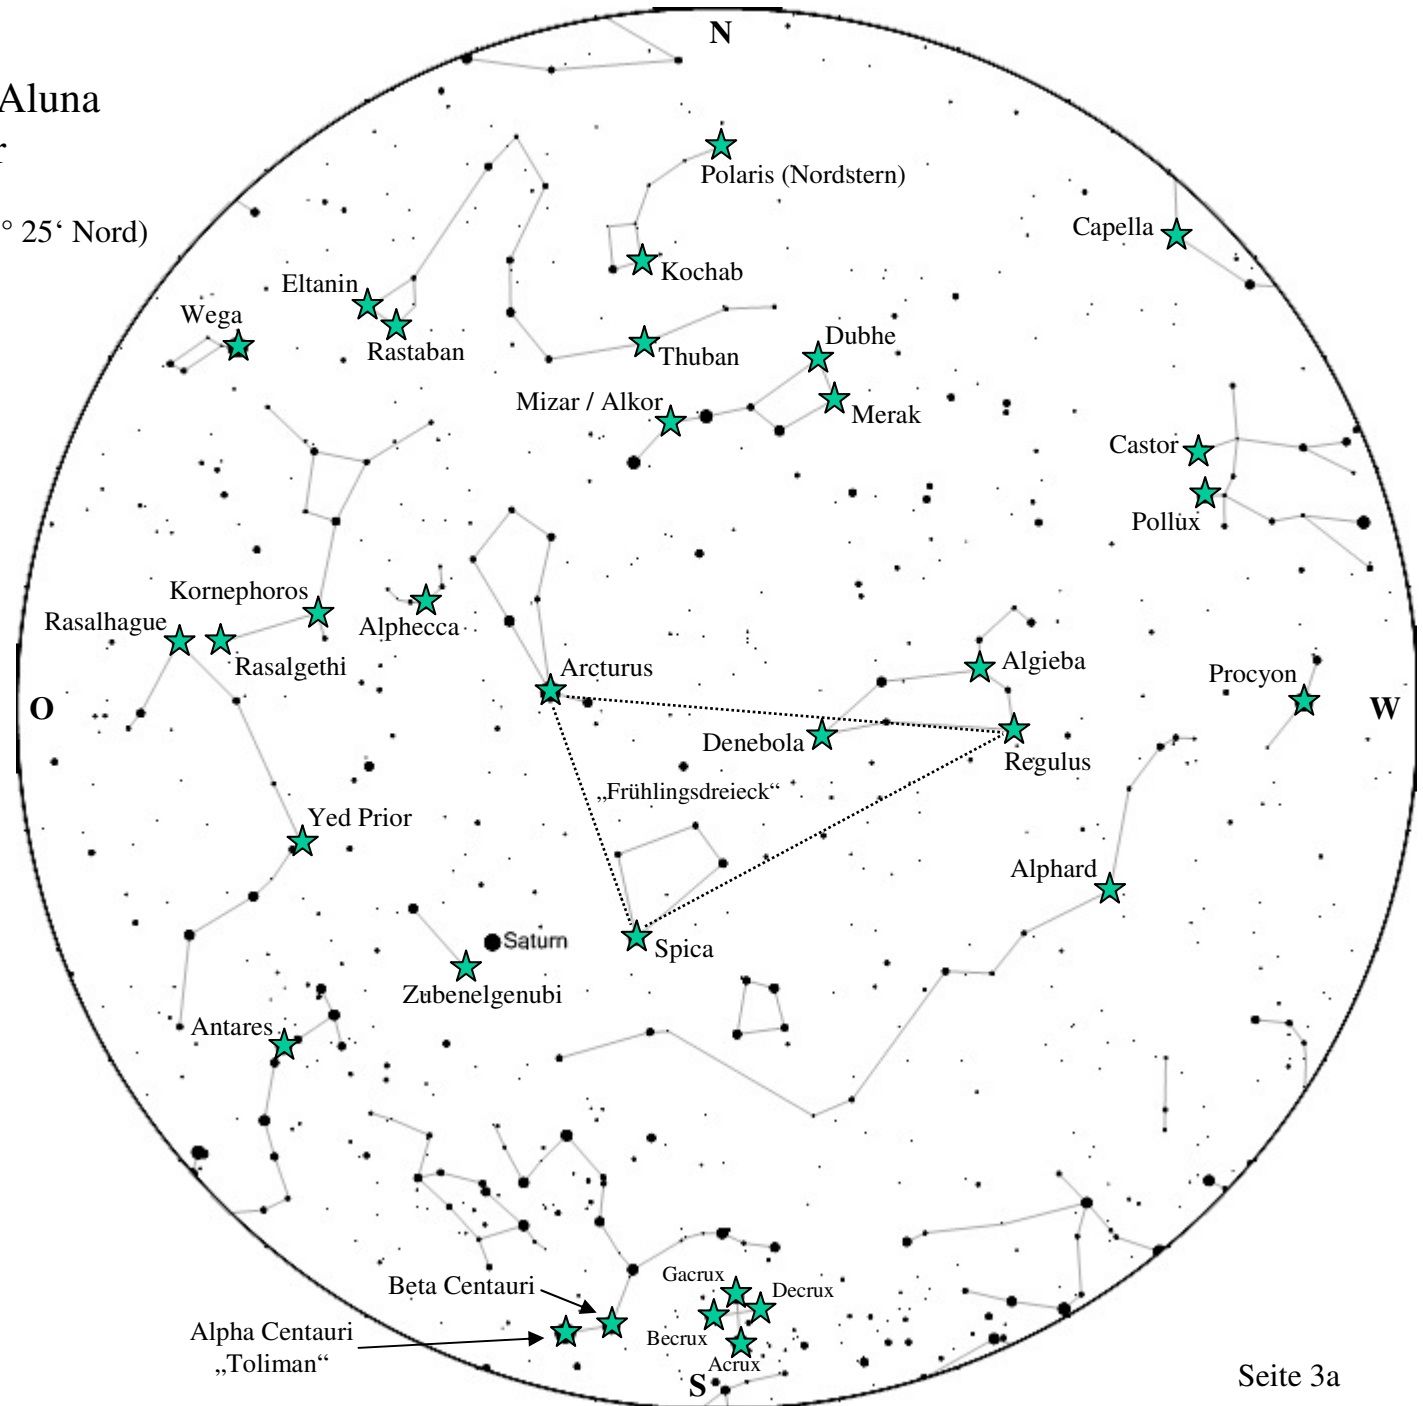 N
Aluna
r
Polaris (Nordstern)
° 25‘ Nord)
Capella
Kochab
Eltanin
Wega
Rastaban
Dubhe
Thuban
Mizar / Alkor
Merak
Castor
Pollux
Kornephoros
Rasalhague
Alphecca
Rasalgethi
Arcturus
Algieba
Procyon
O
W
Denebola
Regulus
„Frühlingsdreieck“
Yed Prior
Alphard
Saturn
Spica
Zubenelgenubi
Antares
Gacrux
Beta Centauri
Decrux
Alpha Centauri
„Toliman“
Becrux
Acrux
S
Seite 3a